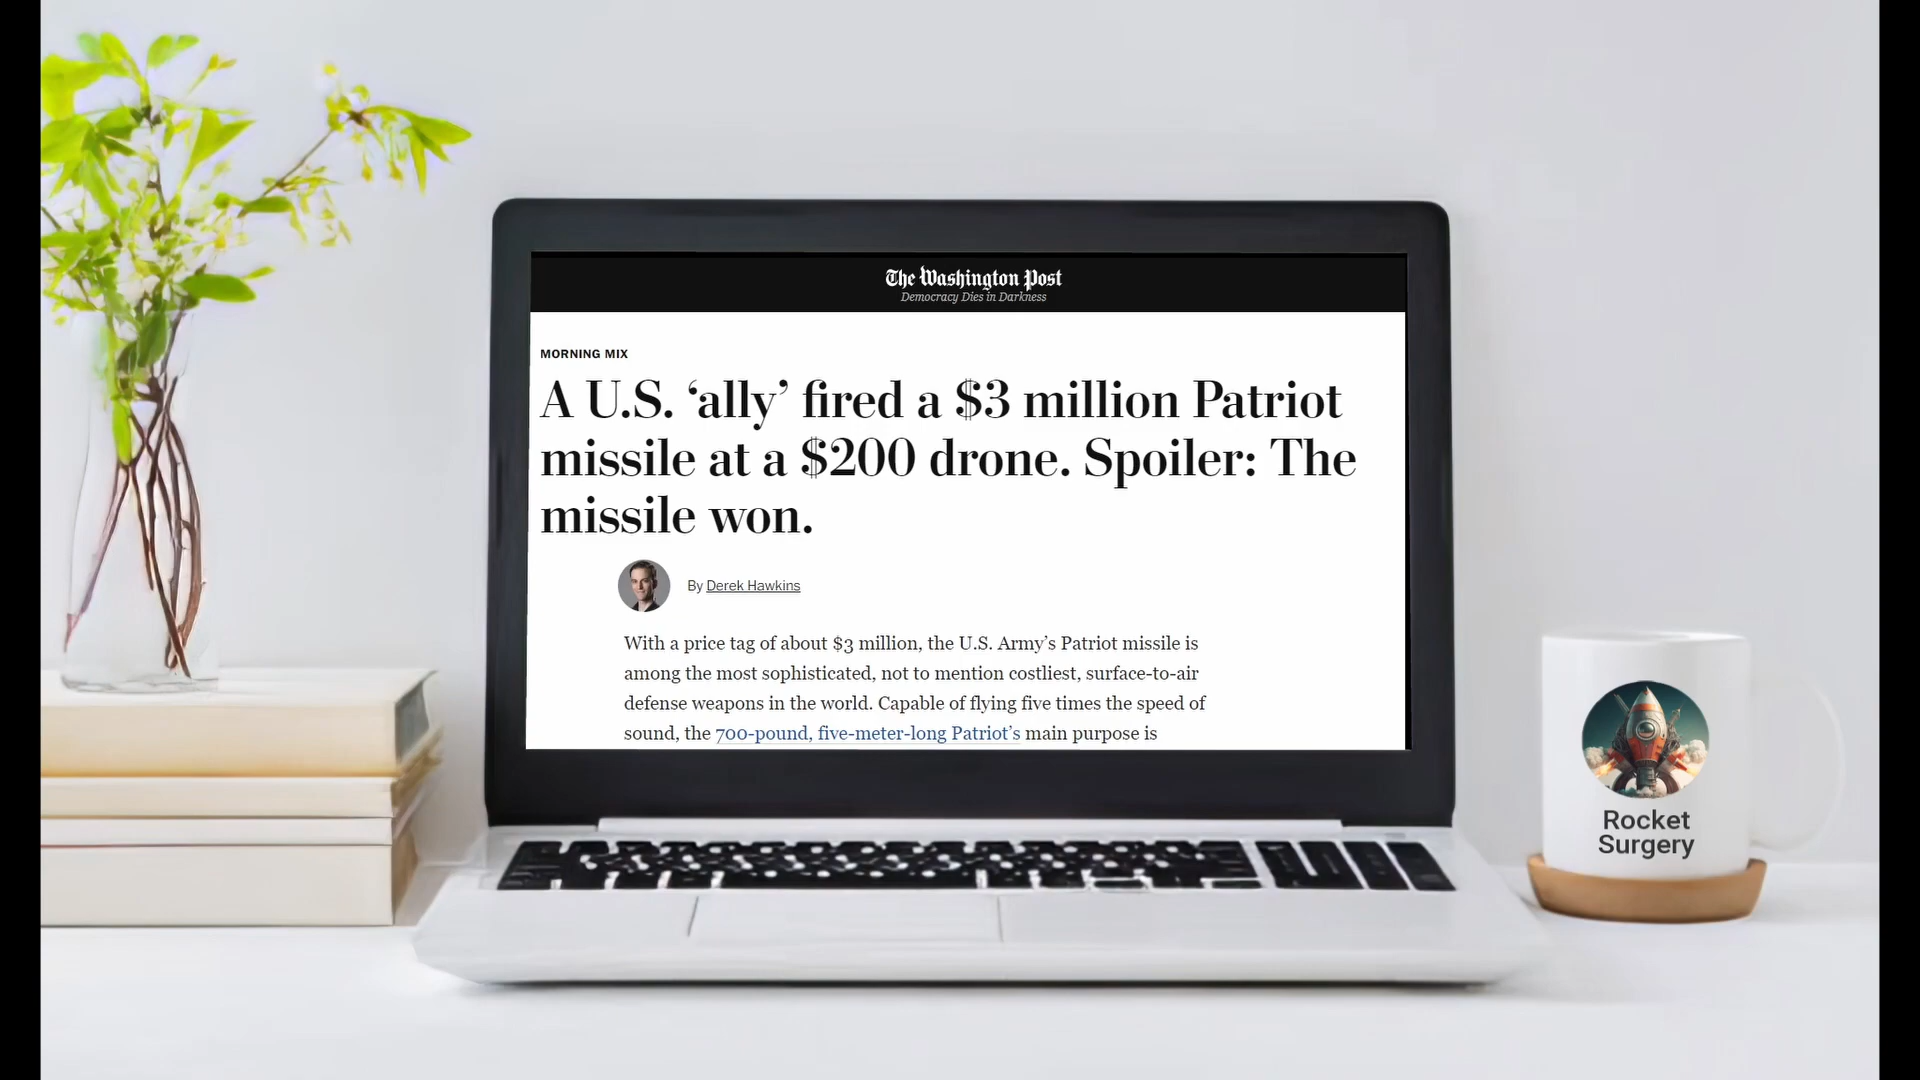 The Washington Post
Democracy Dies in Darkness
MORNING MIX
A U.S. ‘ally’ fired a $3 million Patriot
missile at a $200 drone. Spoiler: The
missile won.
By Derek Hawkins
With a price tag of about $3 million, the U.S. Army’s Patriot missile is
among the most sophisticated, not to mention costliest, surface-to-air
defense weapons in the world. Capable of flying five times the speed of
sound, the 700-pound, five-meter-long Patriot’s main purpose is
Rocket
Surgery